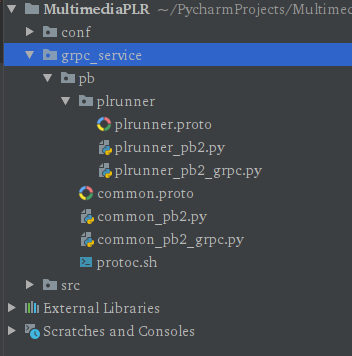 MultimediaPLR ~/PycharmProjects/Multimed
conf
grpc_service
pb
plrunner
plrunner.proto
plrunner_pb2.py
plrunner_pb2_grpc.py
common.proto
common_pb2.py
common_pb2_grpc.py
protoc.sh
src
External Libraries
Scratches and Consoles